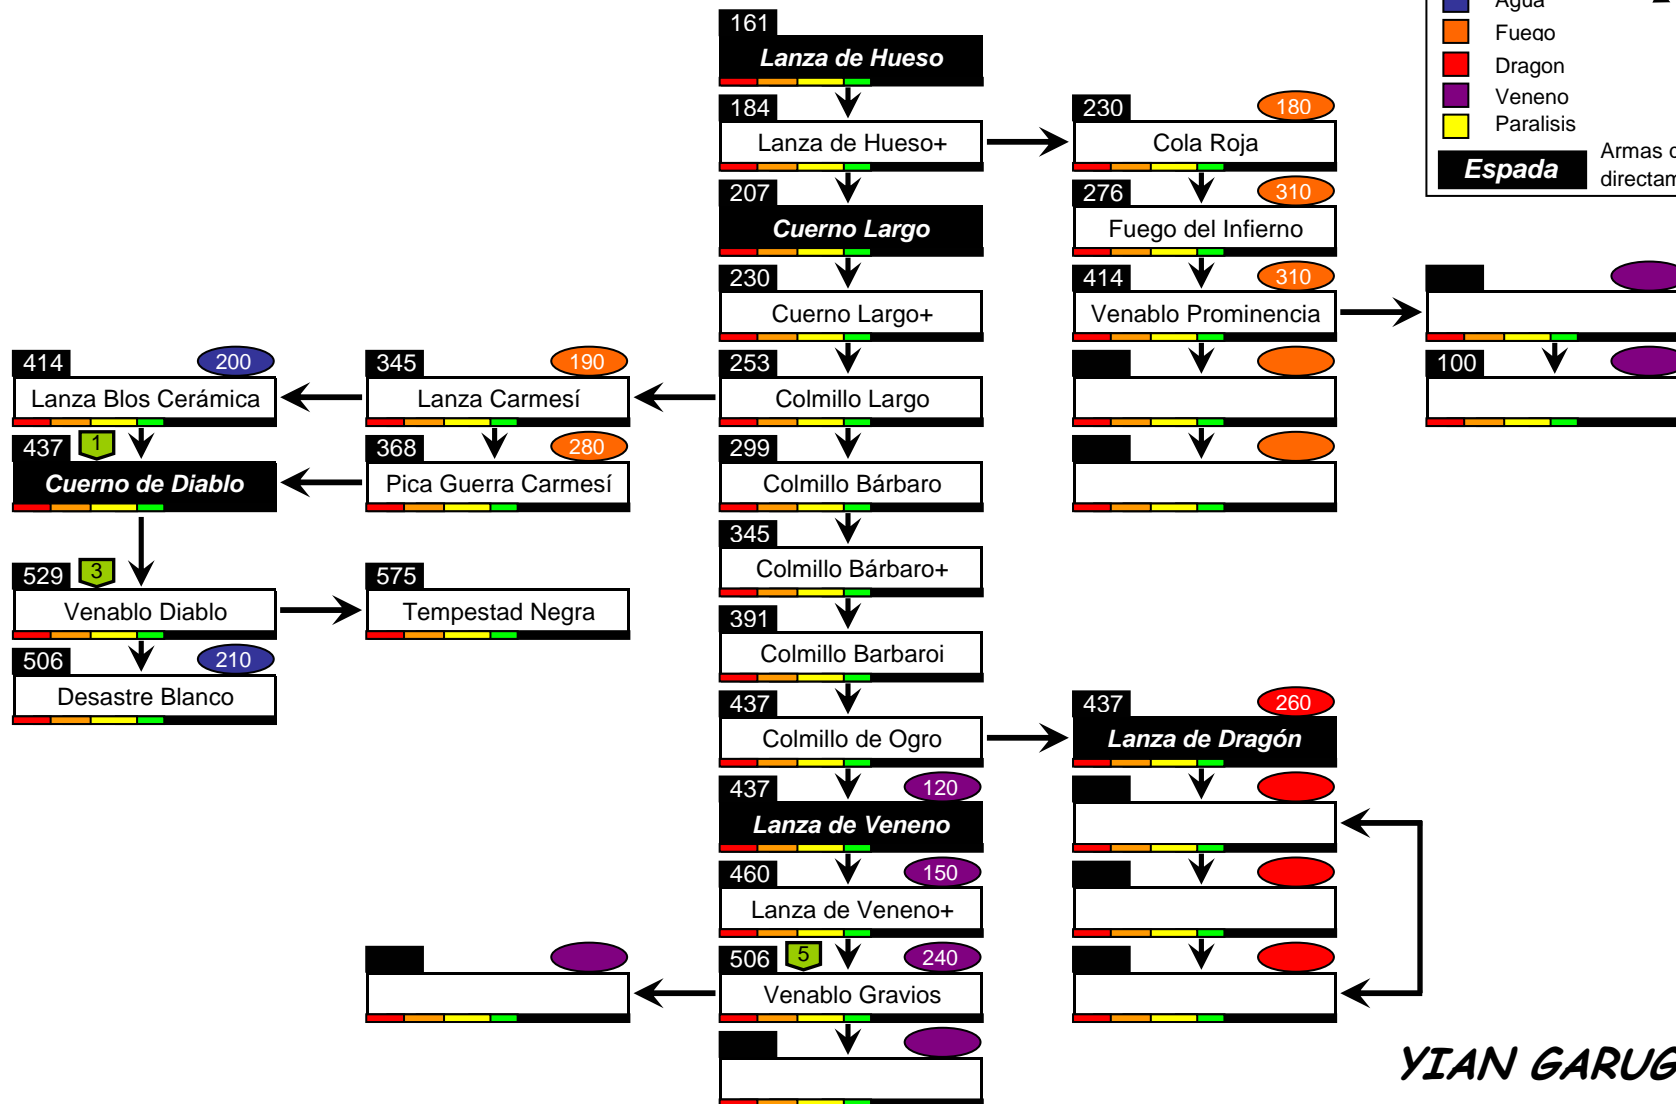 161
Lanza de Hueso
184
Lanza de Hueso+
230
180
Cola Roja
207
Cuerno Largo
276
310
Fuego del Infierno
230
Cuerno Largo+
414
310
Venablo Prominencia
414
200
Lanza Blos Cerámica
345
190
Lanza Carmesí
253
Colmillo Largo
100
437
1
Cuerno de Diablo
368
280
Pica Guerra Carmesí
299
Colmillo Bárbaro
345
Colmillo Bárbaro+
529
3
Venablo Diablo
575
Tempestad Negra
391
Colmillo Barbaroi
506
210
Desastre Blanco
437
Colmillo de Ogro
437
260
Lanza de Dragón
437
120
Lanza de Veneno
460
150
Lanza de Veneno+
506
5
240
Venablo Gravios
Agua
Fuego
Dragon
Veneno
Paralisis
Espada
Armas
YIAN GARUG